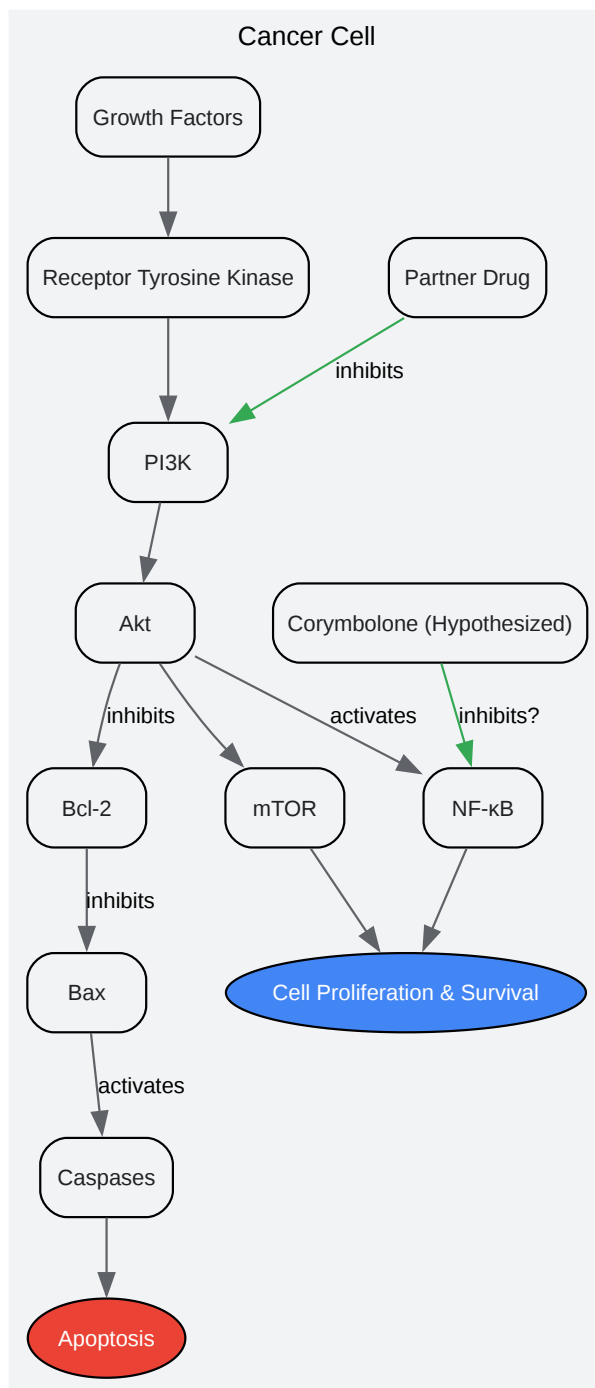 Cancer Cell
Growth Factors
Receptor Tyrosine Kinase
Partner Drug
inhibits
PI3K
Akt
Corymbolone (Hypothesized)
inhibits
activates
inhibits?
Bcl-2
mTOR
NF-κB
inhibits
Bax
Cell Proliferation & Survival
activates
Caspases
Apoptosis